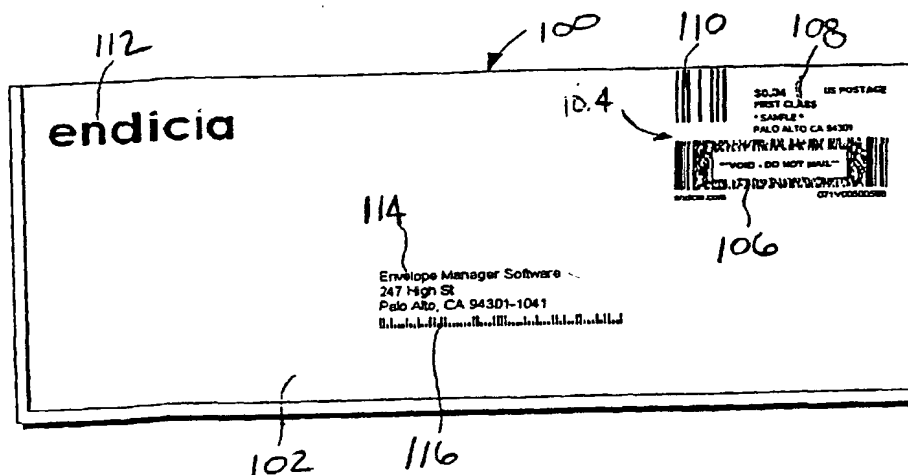 112
100
110
108
endicia
10.4
$0.34 US POSTAGE
FIRST CLASS
* SAMPLE *
PALO ALTO CA 94301
**VOID - DO NOT MAIL**
endicia.com
106
114
Envelope Manager Software
247 High St
Palo Alto, CA 94301-1041
102
116